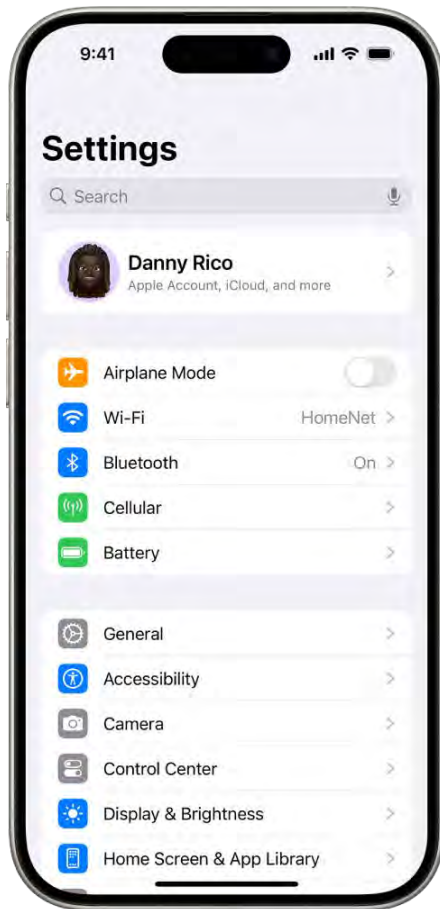 9:41
Settings
Search
Danny Rico
Apple Account, iCloud, and more
Airplane Mode
Wi-Fi HomeNet
Bluetooth On
Cellular
Battery
General
Accessibility
Camera
Control Center
Display & Brightness
Home Screen & App Library